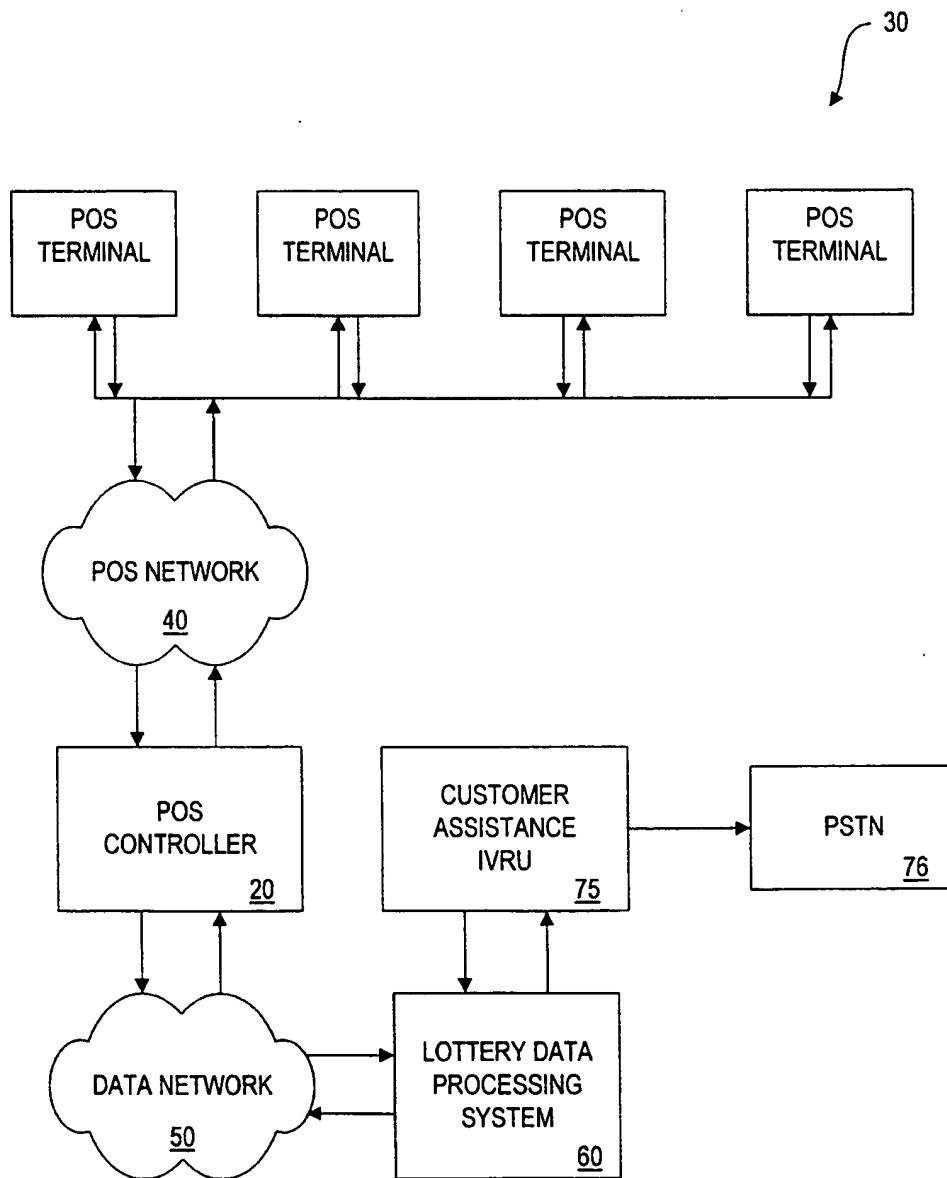 30
POS
TERMINAL
POS
TERMINAL
POS
TERMINAL
POS
TERMINAL
POS NETWORK
40
POS
CONTROLLER
20
CUSTOMER
ASSISTANCE
IVRU
75
PSTN
76
DATA NETWORK
50
LOTTERY DATA
PROCESSING
SYSTEM
60